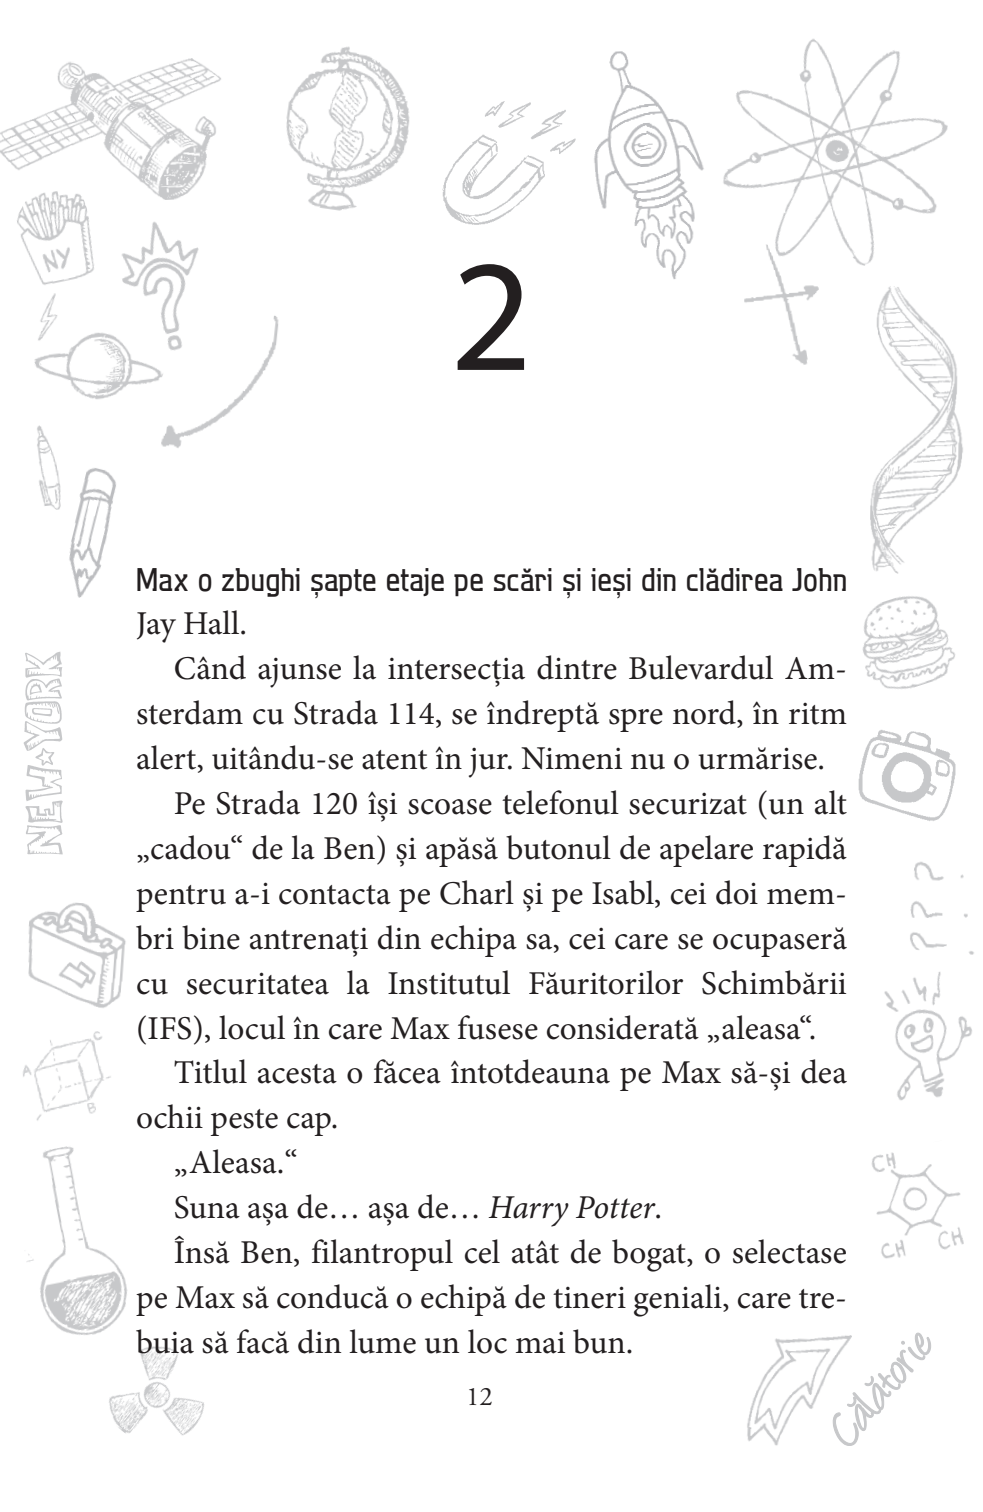 NY
2
Max o zbughi șapte etaje pe scări și ieși din clădirea John
Jay Hall.
Când ajunse la intersecția dintre Bulevardul Am-
sterdam cu Strada 114, se îndreptă spre nord, în ritm
alert, uitându-se atent în jur. Nimeni nu o urmărise.
Pe Strada 120 își scoase telefonul securizat (un alt
„cadou“ de la Ben) și apăsă butonul de apelare rapidă
pentru a-i contacta pe Charl și pe Isabl, cei doi mem-
bri bine antrenați din echipa sa, cei care se ocupaseră
cu securitatea la Institutul Făuritorilor Schimbării
(IFS), locul în care Max fusese considerată „aleasa“.
Titlul acesta o făcea întotdeauna pe Max să-și dea
ochii peste cap.
„Aleasa.“
Suna așa de… așa de… Harry Potter.
Însă Ben, filantropul cel atât de bogat, o selectase
pe Max să conducă o echipă de tineri geniali, care tre-
buia să facă din lume un loc mai bun.
12
NEW YORK
? ? ?
A
B
C
CH
CH
CH
Călătorie